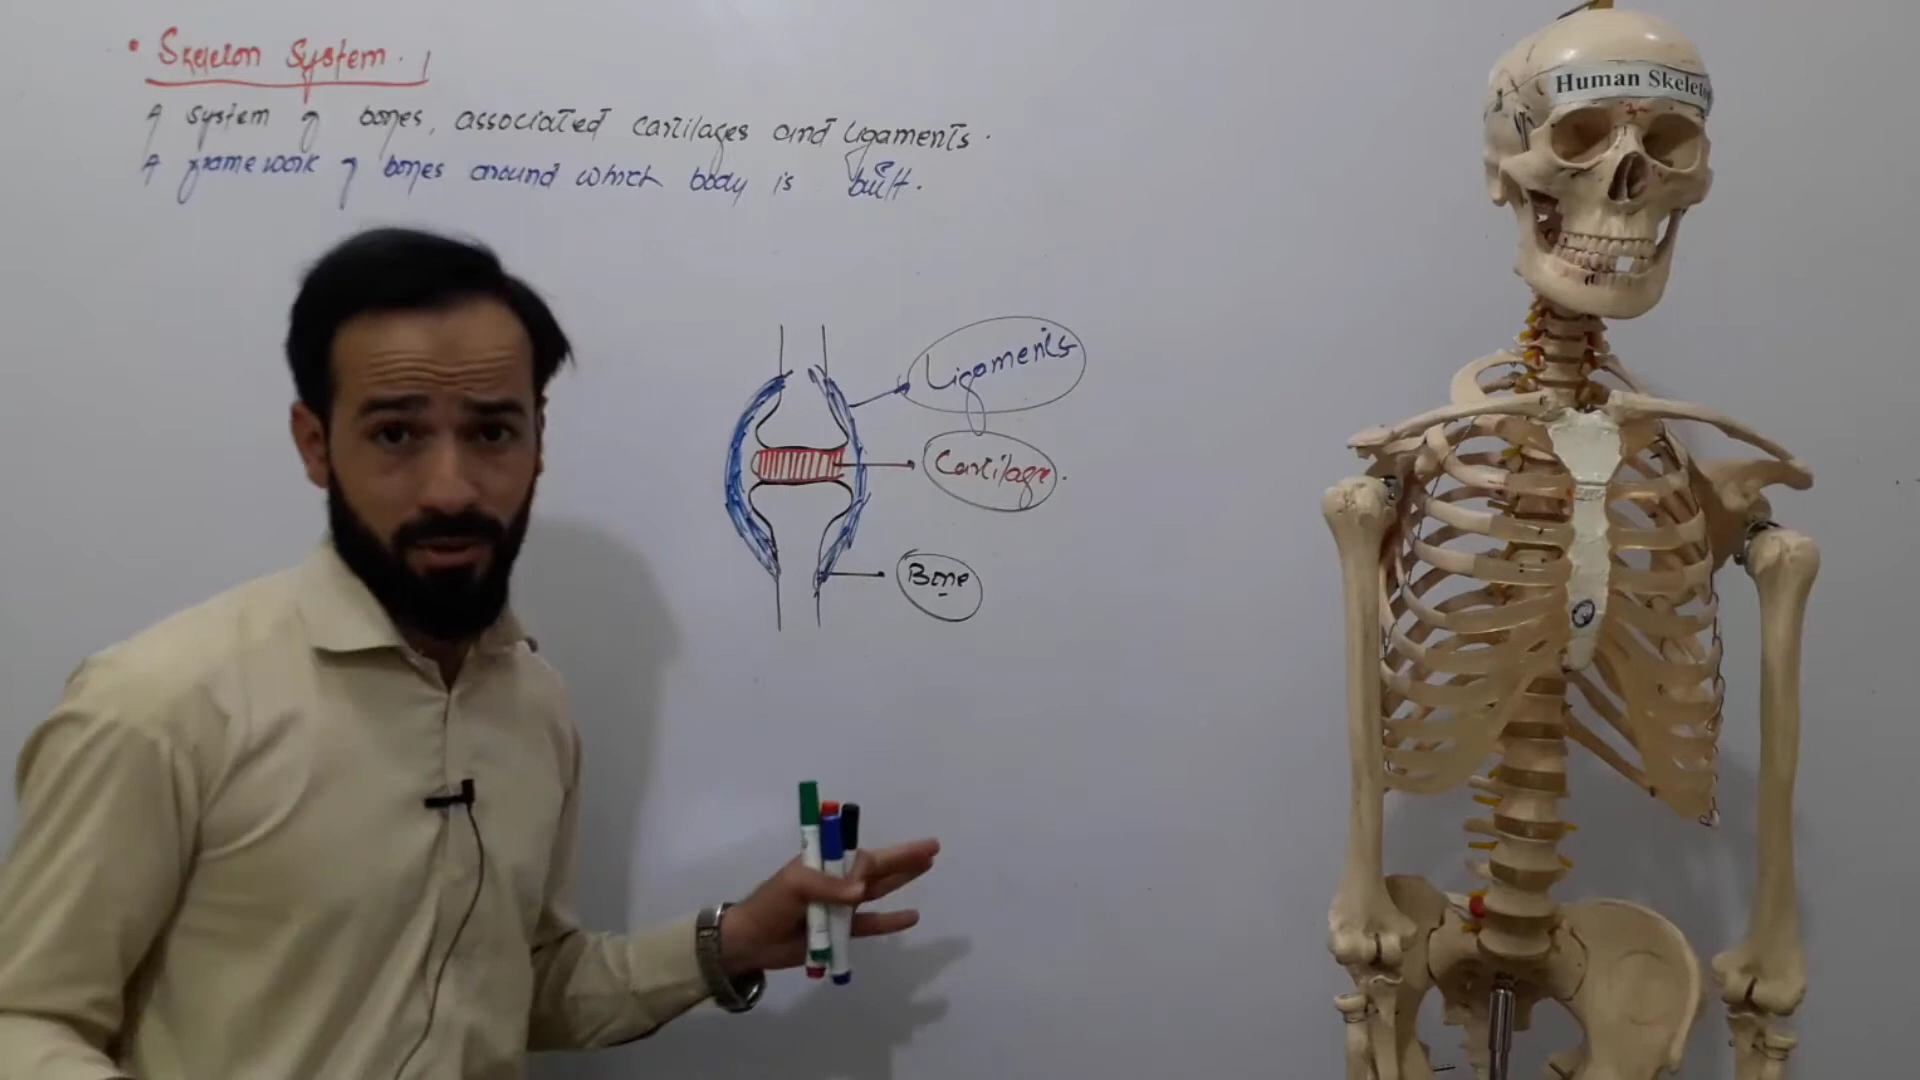 • Skeleton System.
A system of bones, associated cartilages and Ligaments.
A framework of bones around which body is built.
Ligaments
Cartilage.
Bone
Human Skeleto